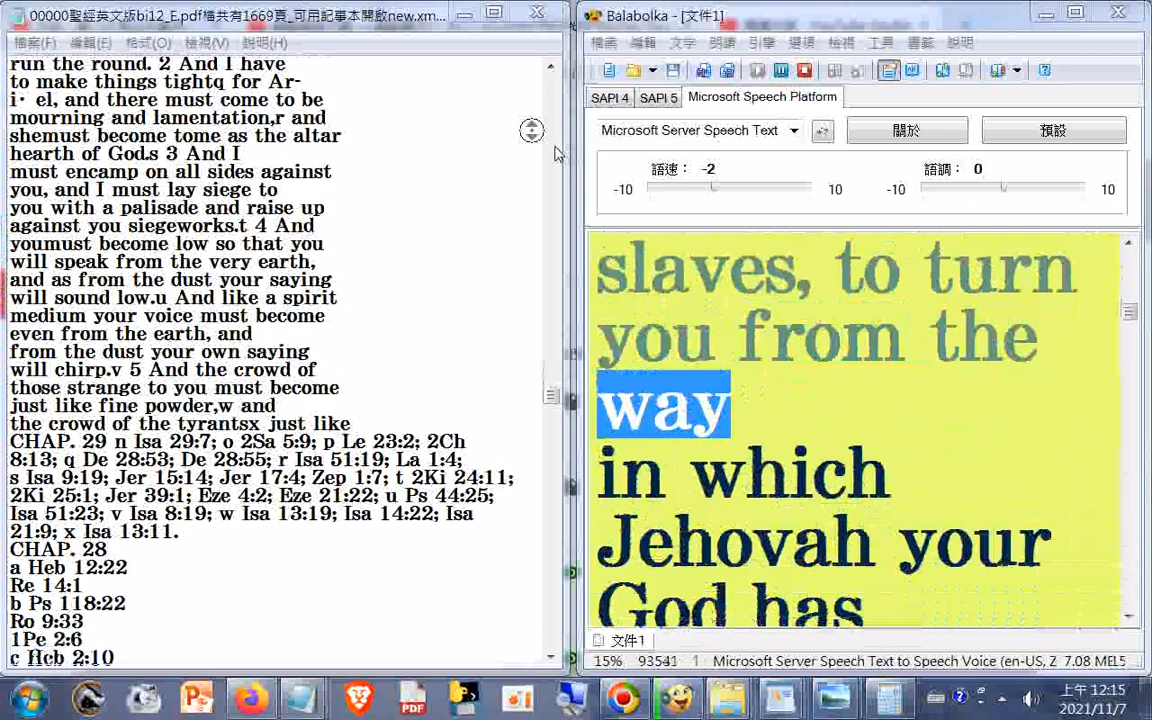 00000聖經英文版bi12_E.pdf檔共有1669頁_可用記事本開啟new.xm...
檔案(F) 編輯(E) 格式(O) 檢視(V) 說明(H)
run the round. 2 And I have
to make things tightq for Ar-
i· el, and there must come to be
mourning and lamentation,r and
shemust become tome as the altar
hearth of God.s 3 And I
must encamp on all sides against
you, and I must lay siege to
you with a palisade and raise up
against you siegeworks.t 4 And
youmust become low so that you
will speak from the very earth,
and as from the dust your saying
will sound low.u And like a spirit
medium your voice must become
even from the earth, and
from the dust your own saying
will chirp.v 5 And the crowd of
those strange to you must become
just like fine powder,w and
the crowd of the tyrantsx just like
CHAP. 29 n Isa 29:7; o 2Sa 5:9; p Le 23:2; 2Ch
8:13; q De 28:53; De 28:55; r Isa 51:19; La 1:4;
s Isa 9:19; Jer 15:14; Jer 17:4; Zep 1:7; t 2Ki 24:11;
2Ki 25:1; Jer 39:1; Eze 4:2; Eze 21:22; u Ps 44:25;
Isa 51:23; v Isa 8:19; w Isa 13:19; Isa 14:22; Isa
21:9; x Isa 13:11.
CHAP. 28
a Heb 12:22
Re 14:1
b Ps 118:22
Ro 9:33
1Pe 2:6
c Heb 2:10
Balabolka - [文件1]
檔案 編輯 文字 朗讀 引擎 選項 檢視 工具 書籤 說明
SAPI 4 SAPI 5 Microsoft Speech Platform
Microsoft Server Speech Text 關於 預設
語速： -2 語調： 0
-10 10 -10 10
slaves, to turn
you from the
way
in which
Jehovah your
God has
文件1
15% 93541 1 Microsoft Server Speech Text to Speech Voice (en-US, Z 7.08 MEL5
PDF
上午 12:15
2021/11/7